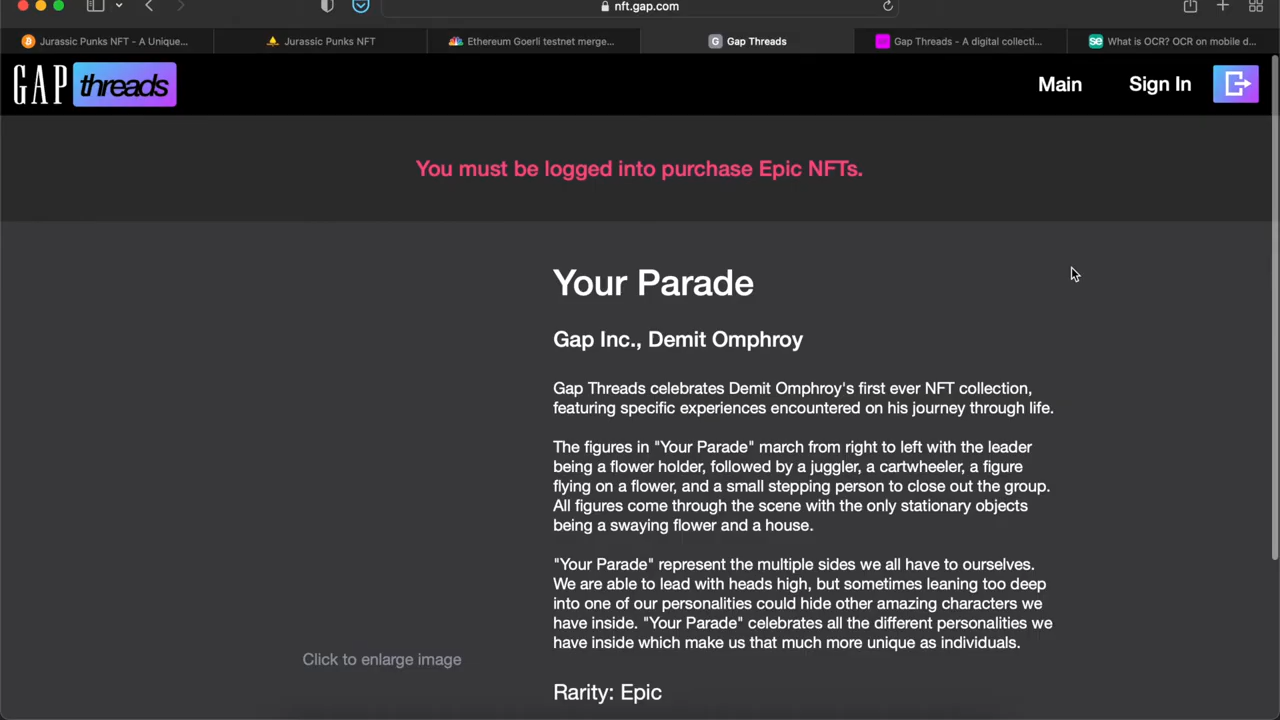 nft.gap.com
Jurassic Punks NFT - A Unique...
Jurassic Punks NFT
Ethereum Goerli testnet merge...
G
Gap Threads
Gap Threads - A digital collecti...
se
What is OCR? OCR on mobile d...
GAP threads
Main
Sign In
You must be logged into purchase Epic NFTs.
Your Parade
Gap Inc., Demit Omphroy
Gap Threads celebrates Demit Omphroy's first ever NFT collection,
featuring specific experiences encountered on his journey through life.
The figures in "Your Parade" march from right to left with the leader
being a flower holder, followed by a juggler, a cartwheeler, a figure
flying on a flower, and a small stepping person to close out the group.
All figures come through the scene with the only stationary objects
being a swaying flower and a house.
"Your Parade" represent the multiple sides we all have to ourselves.
We are able to lead with heads high, but sometimes leaning too deep
into one of our personalities could hide other amazing characters we
have inside. "Your Parade" celebrates all the different personalities we
have inside which make us that much more unique as individuals.
Click to enlarge image
Rarity: Epic